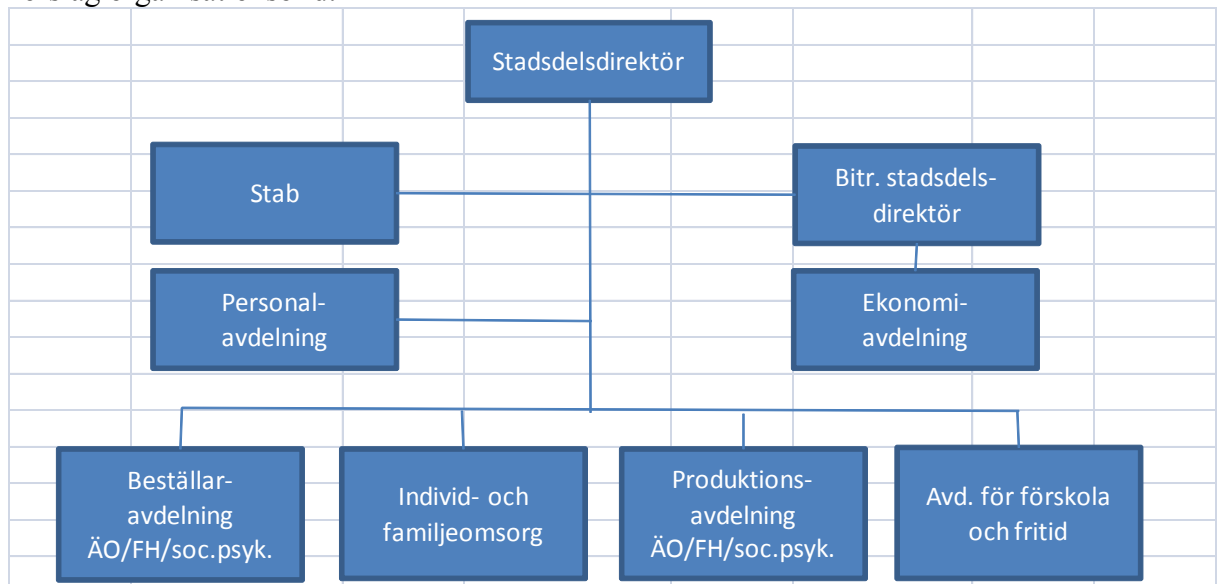 Stadsdelsdirektör
Stab
Bitr. stadsdels-
direktör
Personal-
avdelning
Ekonomi-
avdelning
Beställar-
avdelning
ÄO/FH/soc.psyk.
Individ- och
familjeomsorg
Produktions-
avdelning
ÄO/FH/soc.psyk.
Avd. för förskola
och fritid